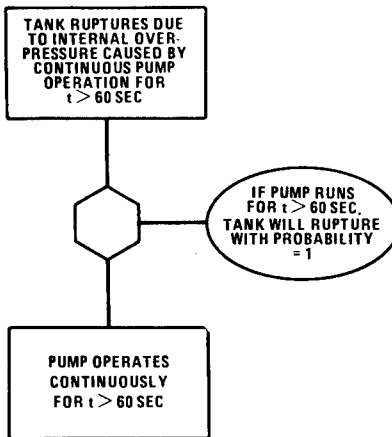 TANK RUPTURES DUE
TO INTERNAL OVER-
PRESSURE CAUSED BY
CONTINUOUS PUMP
OPERATION FOR
t > 60 SEC
IF PUMP RUNS
FOR t > 60 SEC,
TANK WILL RUPTURE
WITH PROBABILITY
= 1
PUMP OPERATES
CONTINUOUSLY
FOR t > 60 SEC